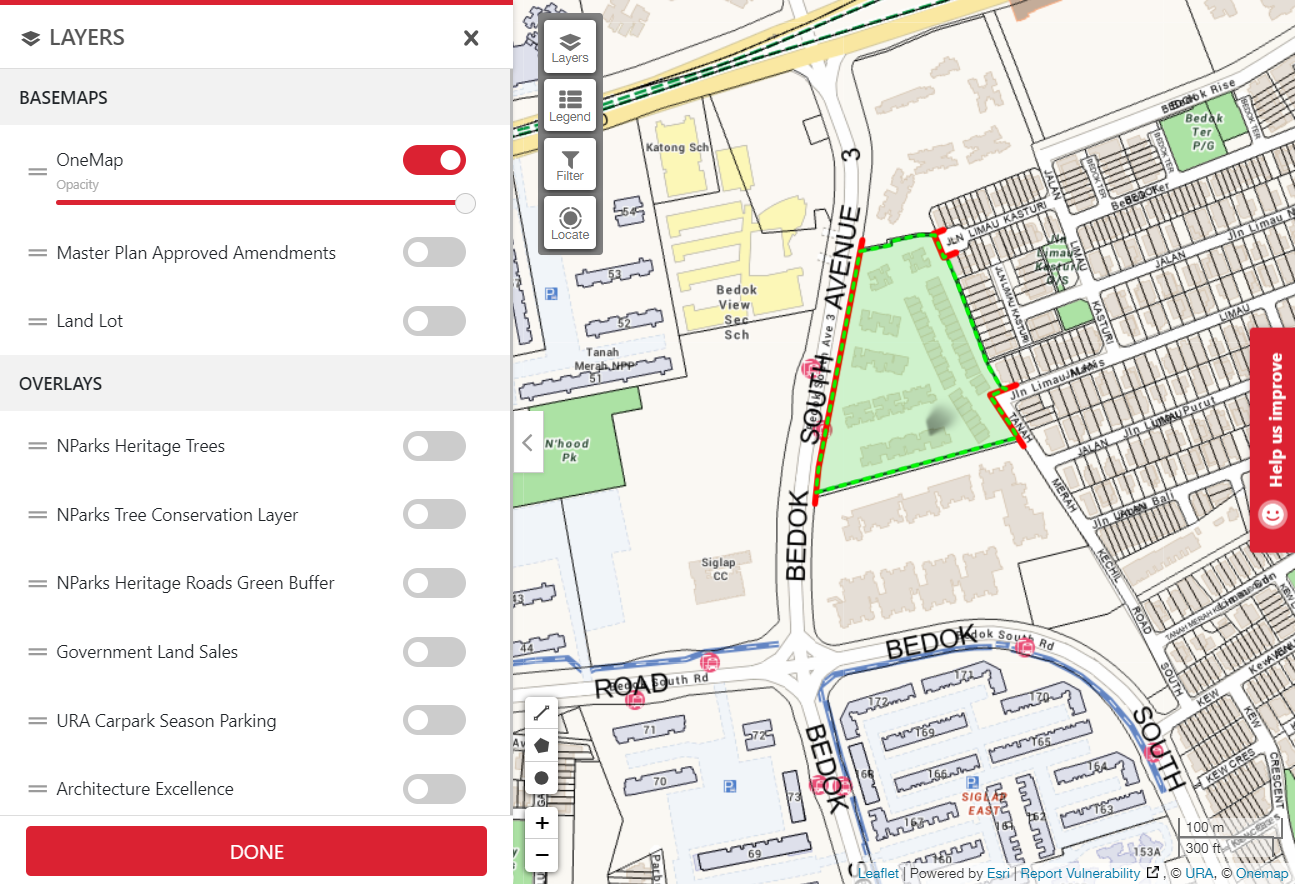 LAYERS
BASEMAPS
OneMap
Opacity
Master Plan Approved Amendments
Land Lot
OVERLAYS
NParks Heritage Trees
NParks Tree Conservation Layer
NParks Heritage Roads Green Buffer
Government Land Sales
URA Carpark Season Parking
Architecture Excellence
DONE
Layers
Legend
Filter
Locate
Katong Sch
54
53
52
51
Bedok
View
Sec
Sch
Tanah
Merah NPP
N'hood
Pk
BEDOK SOUTH AVENUE 3
Siglap
CC
Bedok Rise
Bedok
Ter
P/G
BEDOK TER
BEDOK TER
BEDOK TER
JALAN
JLN LIMAU KASTURI
JLN LIMAU KASTURI
LIMAU
KASTURI
JALAN
Jln Limau
LIMAU
Jln Limau Manis
TANAH
MERAH
KECHIL
ROAD
SOUTH
JALAN
Jln Limau Purut
Jln Limau Bali
KEW
KEW
KEW CRES
CRESCENT
43
44
ROAD
Bedok South Rd
BEDOK
Bedok South Rd
SOUTH
BEDOK
71
72
70
73
69
172
171
170
169
165
166
164
168
167
162
163
161
160
153A
SIGLAP
EAST
100 m
300 ft
Help us improve
Leaflet | Powered by Esri | Report Vulnerability , © URA, © Onemap